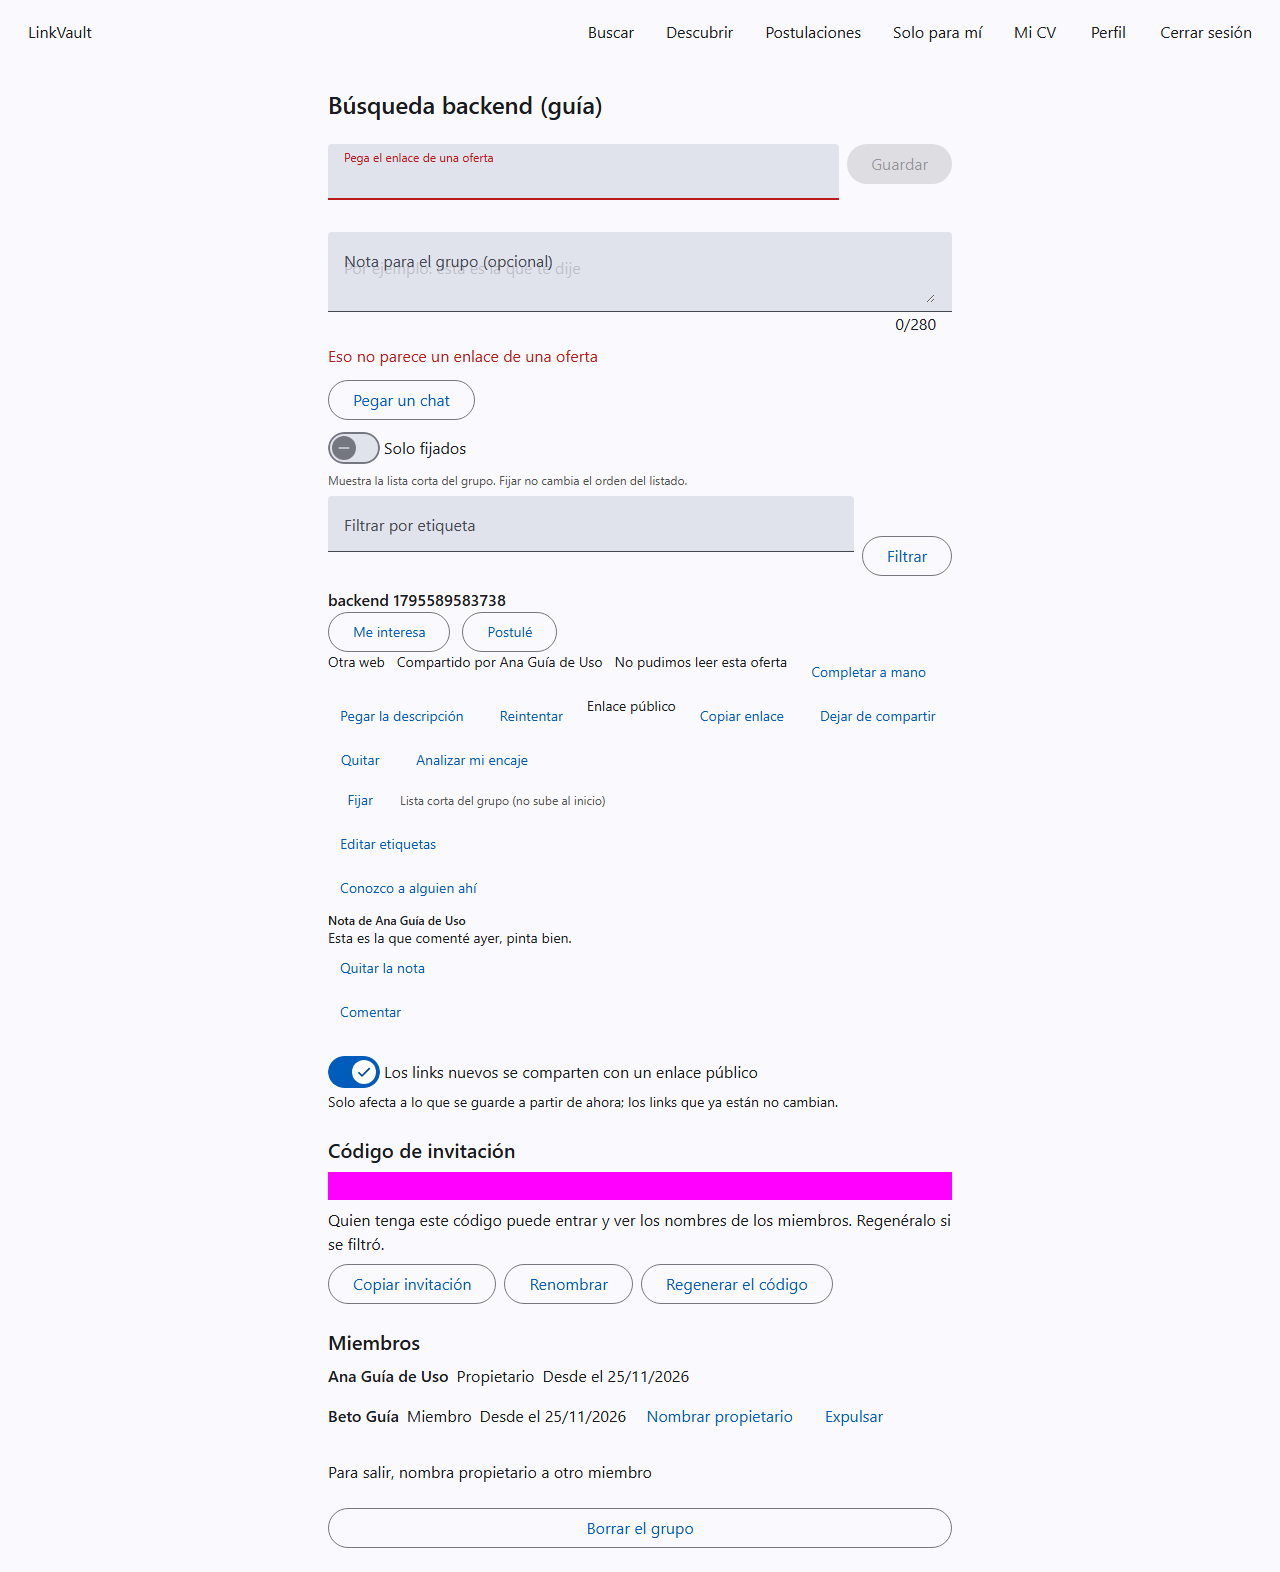 LinkVault Buscar Descubrir Postulaciones Solo para mí Mi CV Perfil Cerrar sesión
Búsqueda backend (guía)
Pega el enlace de una oferta
Guardar
Nota para el grupo (opcional)
Por ejemplo: esta es la que te dije
0/280
Eso no parece un enlace de una oferta
Pegar un chat
Solo fijados
Muestra la lista corta del grupo. Fijar no cambia el orden del listado.
Filtrar por etiqueta
Filtrar
backend 1795589583738
Me interesa Postulé
Otra web Compartido por Ana Guía de Uso No pudimos leer esta oferta Completar a mano
Pegar la descripción Reintentar Enlace público Copiar enlace Dejar de compartir
Quitar Analizar mi encaje
Fijar Lista corta del grupo (no sube al inicio)
Editar etiquetas
Conozco a alguien ahí
Nota de Ana Guía de Uso
Esta es la que comenté ayer, pinta bien.
Quitar la nota
Comentar
Los links nuevos se comparten con un enlace público
Solo afecta a lo que se guarde a partir de ahora; los links que ya están no cambian.
Código de invitación
Quien tenga este código puede entrar y ver los nombres de los miembros. Regenéralo si
se filtró.
Copiar invitación Renombrar Regenerar el código
Miembros
Ana Guía de Uso Propietario Desde el 25/11/2026
Beto Guía Miembro Desde el 25/11/2026 Nombrar propietario Expulsar
Para salir, nombra propietario a otro miembro
Borrar el grupo